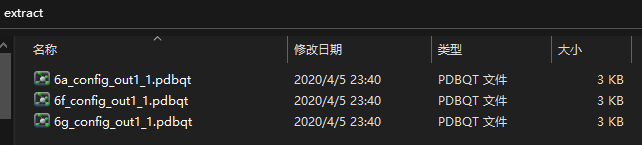 extract
名称 修改日期 类型 大小
6a_config_out1_1.pdbqt 2020/4/5 23:40 PDBQT 文件 3 KB
6f_config_out1_1.pdbqt 2020/4/5 23:40 PDBQT 文件 3 KB
6g_config_out1_1.pdbqt 2020/4/5 23:40 PDBQT 文件 3 KB